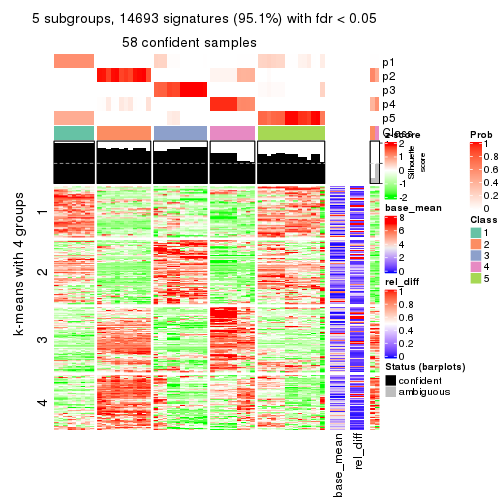 5 subgroups, 14693 signatures (95.1%) with fdr < 0.05
58 confident samples
p1
p2
p3
p4
p5
Class
k-means with 4 groups
1
2
3
4
base_mean
rel_diff
z-score
2
1
0
-1
-2
Silhouette
score
base_mean
8
6
4
2
0
rel_diff
1
0.8
0.6
0.4
0.2
0
Status (barplots)
confident
ambiguous
Prob
1
0.8
0.6
0.4
0.2
0
Class
1
2
3
4
5